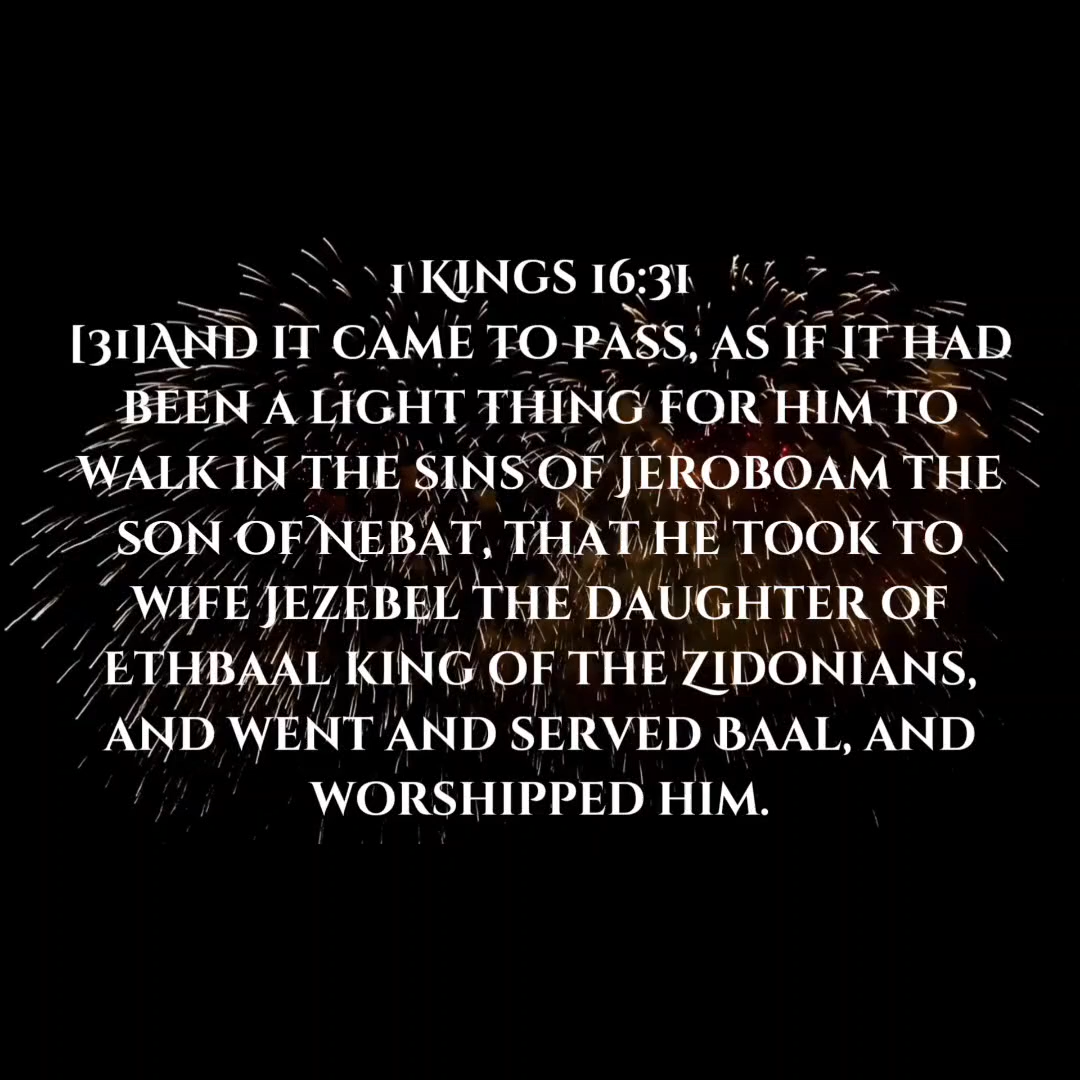 1 Kings 16:31
[31]And it came to pass, as if it had
been a light thing for him to
walk in the sins of Jeroboam the
son of Nebat, that he took to
wife Jezebel the daughter of
Ethbaal king of the Zidonians,
and went and served Baal, and
worshipped him.